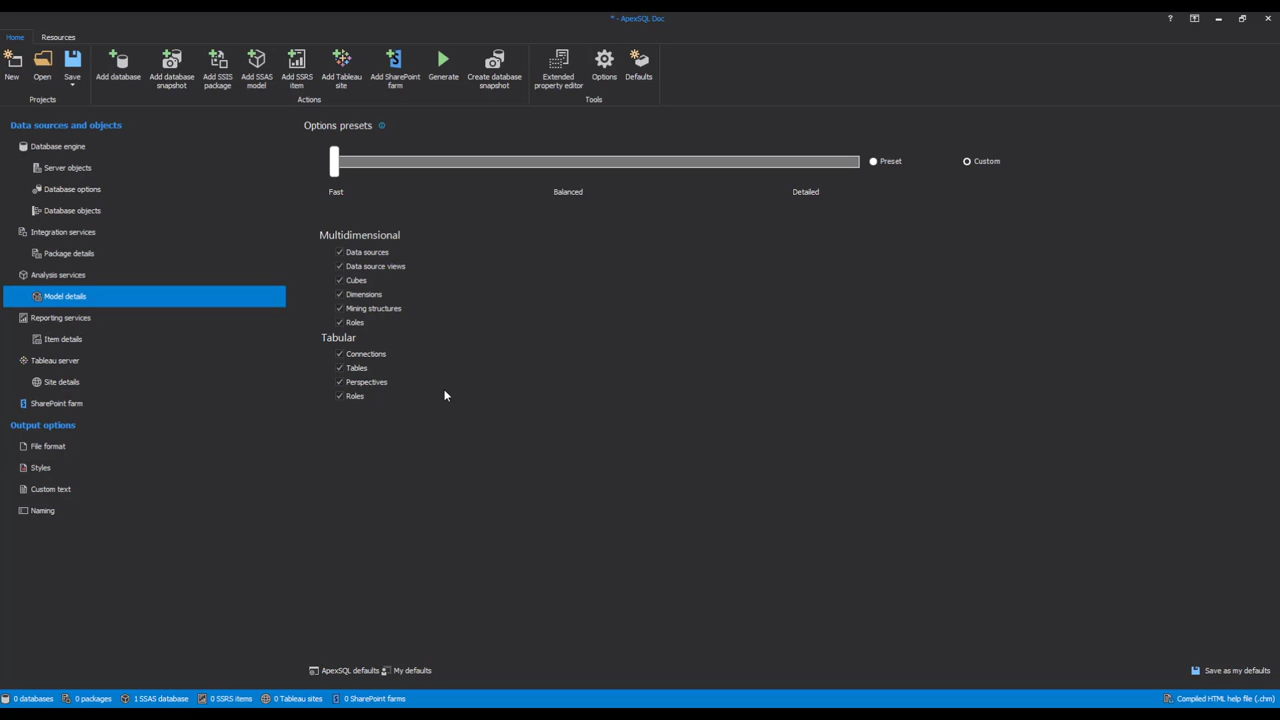 * - ApexSQL Doc
?
Home Resources
New Open Save Add database Add database snapshot Add SSIS package Add SSAS model Add SSRS item Add Tableau site Add SharePoint farm Generate Create database snapshot Extended property editor Options Defaults
Projects Actions Tools
Data sources and objects
Database engine
Server objects
Database options
Database objects
Integration services
Package details
Analysis services
Model details
Reporting services
Item details
Tableau server
Site details
SharePoint farm
Output options
File format
Styles
Custom text
Naming
Options presets
Preset Custom
Fast Balanced Detailed
Multidimensional
Data sources
Data source views
Cubes
Dimensions
Mining structures
Roles
Tabular
Connections
Tables
Perspectives
Roles
ApexSQL defaults My defaults Save as my defaults
0 databases 0 packages 1 SSAS database 0 SSRS items 0 Tableau sites 0 SharePoint farms Compiled HTML help file (.chm)